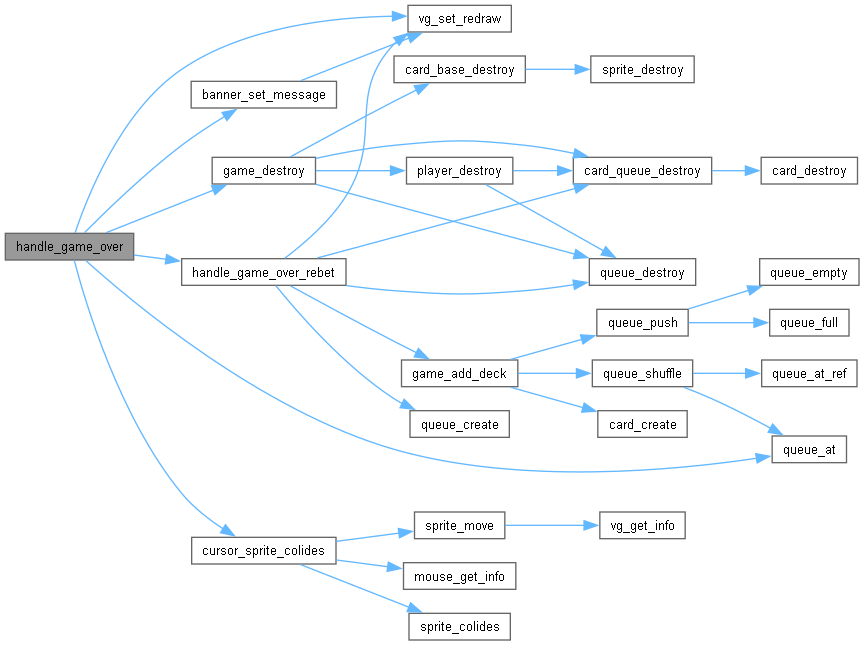 vg_set_redraw
card_base_destroy
sprite_destroy
banner_set_message
game_destroy
player_destroy
card_queue_destroy
card_destroy
handle_game_over
handle_game_over_rebet
queue_destroy
queue_empty
queue_push
queue_full
game_add_deck
queue_shuffle
queue_at_ref
queue_create
card_create
queue_at
sprite_move
vg_get_info
cursor_sprite_colides
mouse_get_info
sprite_colides